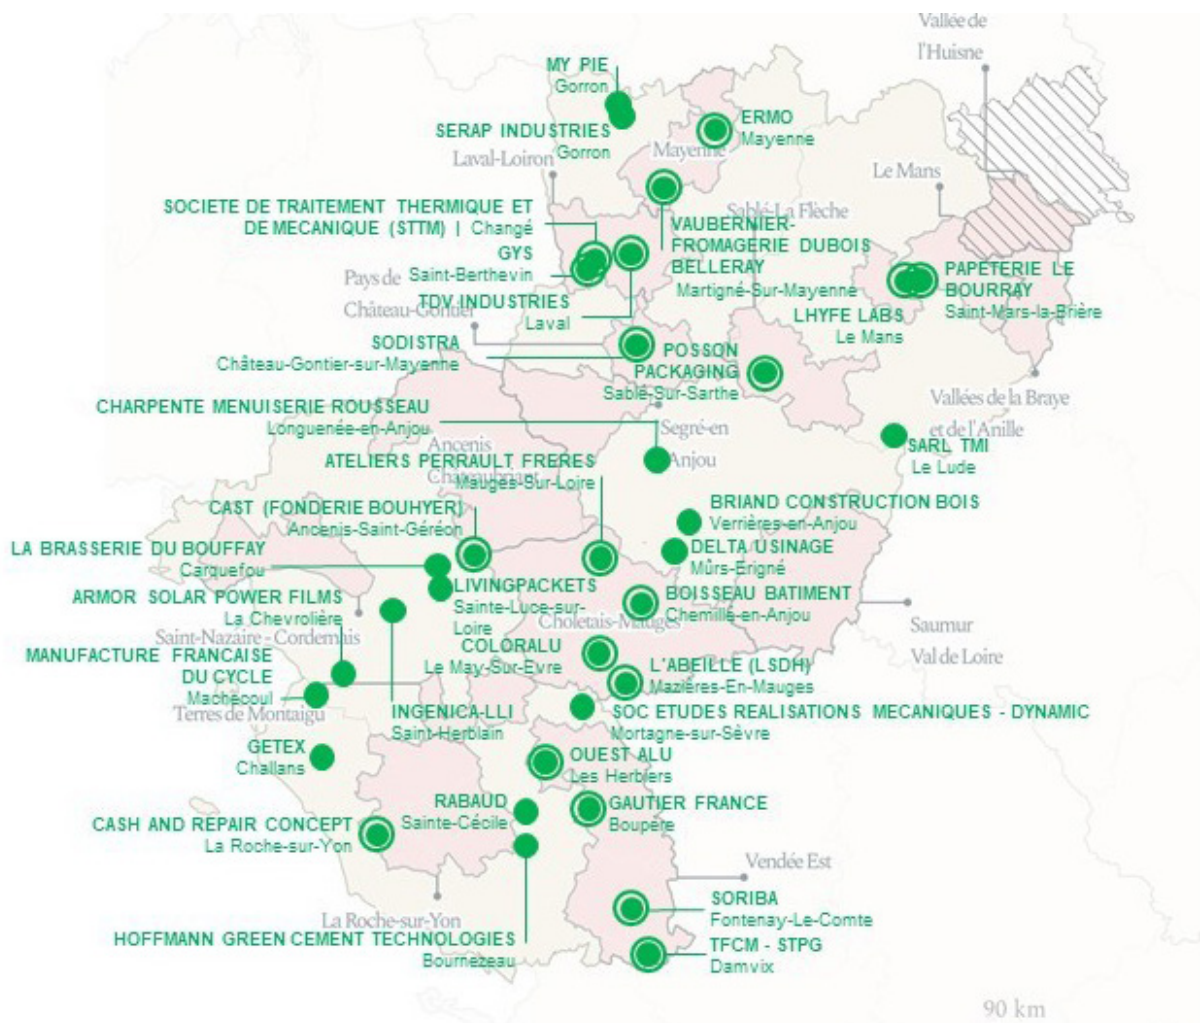 Vallée de
l'Huisne
MY PIE
Gorron
SERAP INDUSTRIES
Gorron
ERMO
Mayenne
Laval-Loiron
Mayenne
Le Mans
SOCIETE DE TRAITEMENT THERMIQUE ET
DE MECANIQUE (STTM) | Changé
Sablé-La Flèche
VAUBERNIER-
FROMAGERIE DUBOIS
BELLERAY
Martigné-Sur-Mayenne
GYS
Saint-Berthevin
Pays de
Château-Gontier
TDV INDUSTRIES
Laval
PAPETERIE LE
BOURRAY
Saint-Mars-la-Brière
LHYFE LABS
Le Mans
SODISTRA
Château-Gontier-sur-Mayenne
POSSON
PACKAGING
Sablé-Sur-Sarthe
Vallées de la Braye
et de l'Anille
CHARPENTE MENUISERIE ROUSSEAU
Longuenée-en-Anjou
Segré-en
Anjou
SARL TMI
Le Lude
Ancenis
Châteaubriant
ATELIERS PERRAULT FRERES
Mauges-Sur-Loire
CAST (FONDERIE BOUHYER)
Ancenis-Saint-Géréon
BRIAND CONSTRUCTION BOIS
Verrières-en-Anjou
LA BRASSERIE DU BOUFFAY
Carquefou
DELTA USINAGE
Mûrs-Erigné
ARMOR SOLAR POWER FILMS
La Chevrolière
LIVINGPACKETS
Sainte-Luce-sur-
Loire
BOISSEAU BATIMENT
Chemillé-en-Anjou
Choletais-Mauges
Saint-Nazaire - Cordemais
Saumur
Val de Loire
MANUFACTURE FRANCAISE
DU CYCLE
Machecoul
COLORALU
Le May-Sur-Evre
L'ABEILLE (LSDH)
Mazières-En-Mauges
Terres de Montaigu
INGENICA-LLI
Saint-Herblain
SOC ETUDES REALISATIONS MECANIQUES - DYNAMIC
Mortagne-sur-Sèvre
GETEX
Challans
OUEST ALU
Les Herbiers
RABAUD
Sainte-Cécile
GAUTIER FRANCE
Boupère
CASH AND REPAIR CONCEPT
La Roche-sur-Yon
Vendée Est
SORIBA
Fontenay-Le-Comte
La Roche-sur-Yon
HOFFMANN GREEN CEMENT TECHNOLOGIES
Bournezeau
TFCM - STPG
Damvix
90 km